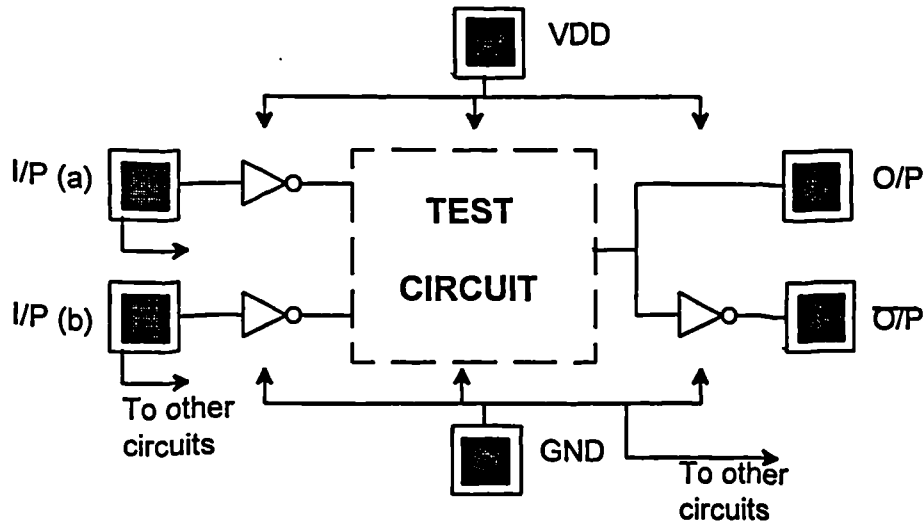 VDD
I/P (a)
O/P
TEST
CIRCUIT
I/P (b)
O̅/P
To other
circuits
GND
To other
circuits